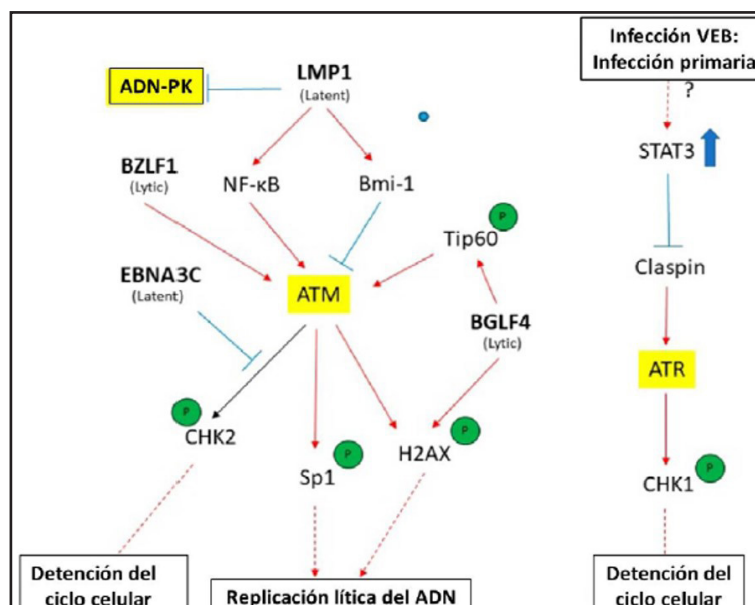 Infección VEB:
Infección primaria
?
STAT3
Claspin
ATR
P
CHK1
Detención del
ciclo celular
LMP1
(Latent)
ADN-PK
BZLF1
(Lytic)
NF-κB
Bmi-1
P
Tip60
EBNA3C
(Latent)
ATM
BGLF4
(Lytic)
P
CHK2
P
Sp1
P
H2AX
Detención del
ciclo celular
Replicación lítica del ADN